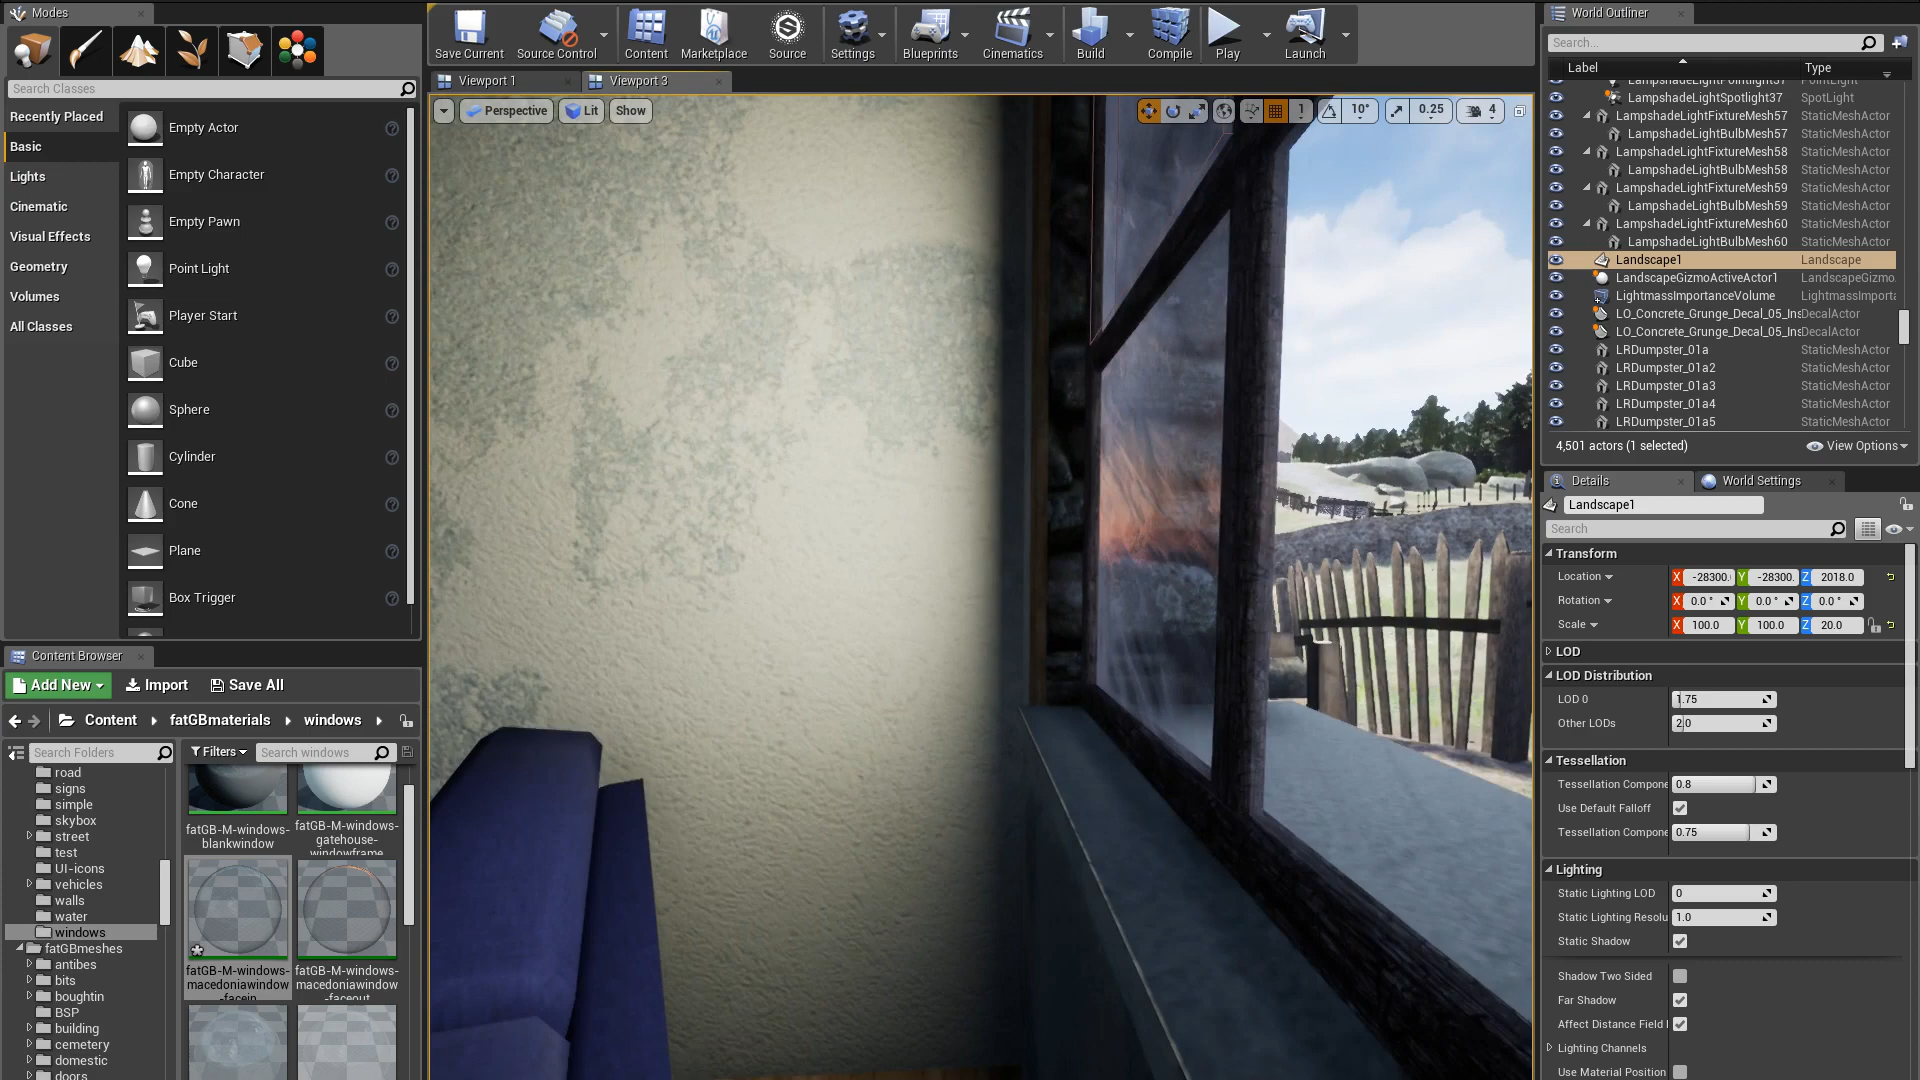 Modes
Save Current
Source Control
Content
Marketplace
Source
Settings
Blueprints
Cinematics
Build
Compile
Play
Launch
Search Classes
Recently Placed
Basic
Lights
Cinematic
Visual Effects
Geometry
Volumes
All Classes
Empty Actor
Empty Character
Empty Pawn
Point Light
Player Start
Cube
Sphere
Cylinder
Cone
Plane
Box Trigger
Viewport 1
Viewport 3
Perspective
Lit
Show
1
10°
0.25
4
World Outliner
Search...
Label
Type
LampshadeLightSpotlight37 SpotLight
LampshadeLightFixtureMesh57 StaticMeshActor
LampshadeLightBulbMesh57 StaticMeshActor
LampshadeLightFixtureMesh58 StaticMeshActor
LampshadeLightBulbMesh58 StaticMeshActor
LampshadeLightFixtureMesh59 StaticMeshActor
LampshadeLightBulbMesh59 StaticMeshActor
LampshadeLightFixtureMesh60 StaticMeshActor
LampshadeLightBulbMesh60 StaticMeshActor
Landscape1 Landscape
LandscapeGizmoActiveActor1 LandscapeGizmo
LightmassImportanceVolume LightmassImporta
LO_Concrete_Grunge_Decal_05_Ins DecalActor
LO_Concrete_Grunge_Decal_05_Ins DecalActor
LRDumpster_01a StaticMeshActor
LRDumpster_01a2 StaticMeshActor
LRDumpster_01a3 StaticMeshActor
LRDumpster_01a4 StaticMeshActor
LRDumpster_01a5 StaticMeshActor
4,501 actors (1 selected)
View Options
Details
World Settings
Landscape1
Search
Transform
Location X -28300. Y -28300. Z 2018.0
Rotation X 0.0 ° Y 0.0 ° Z 0.0 °
Scale X 100.0 Y 100.0 Z 20.0
LOD
LOD Distribution
LOD 0 1.75
Other LODs 2.0
Tessellation
Tessellation Compone 0.8
Use Default Falloff
Tessellation Compone 0.75
Lighting
Static Lighting LOD 0
Static Lighting Resolu 1.0
Static Shadow
Shadow Two Sided
Far Shadow
Affect Distance Field
Lighting Channels
Use Material Position
Content Browser
Add New
Import
Save All
Content
fatGBmaterials
windows
Search Folders
Filters
Search windows
road
signs
simple
skybox
street
test
UI-icons
vehicles
walls
water
windows
fatGBmeshes
antibes
bits
boughtin
BSP
building
cemetery
domestic
doors
fatGB-M-windows-
blankwindow
fatGB-M-windows-
gatehouse-
windowframe
fatGB-M-windows-
macedoniawindow
-facein
fatGB-M-windows-
macedoniawindow
-faceout